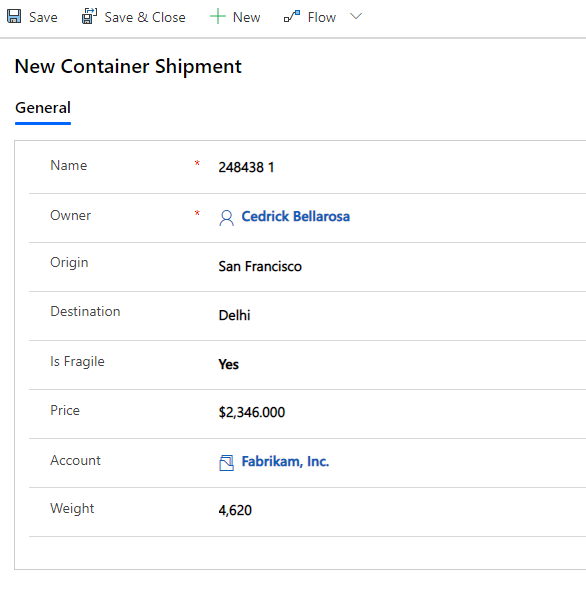 Save Save & Close New Flow
New Container Shipment
General
Name * 248438 1
Owner * Cedrick Bellarosa
Origin San Francisco
Destination Delhi
Is Fragile Yes
Price $2,346.000
Account Fabrikam, Inc.
Weight 4,620